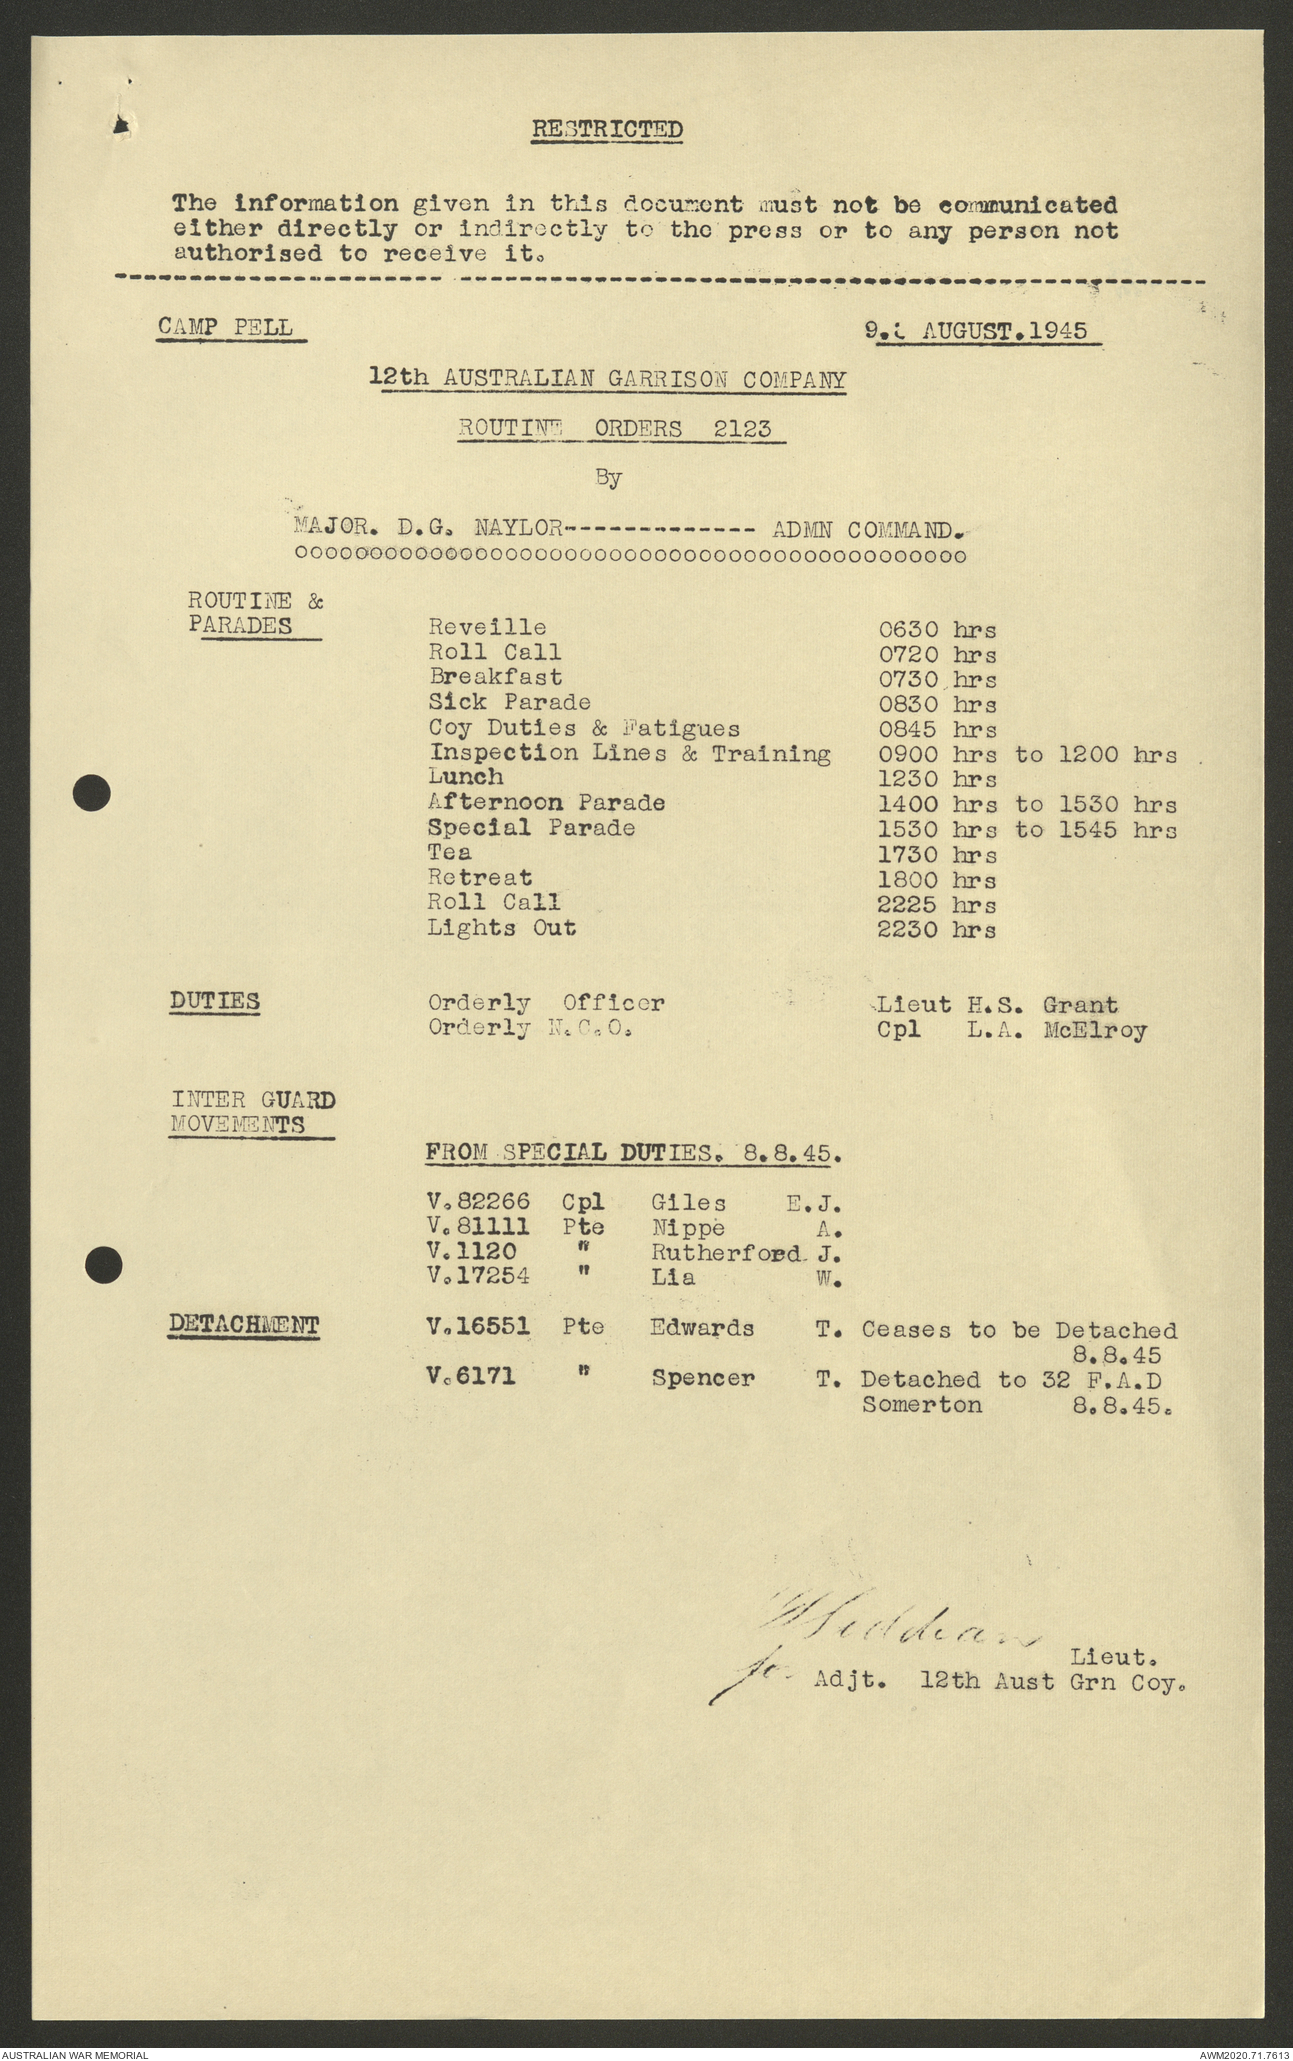 RESTRICTED
The information given in this document must not be communicated
either directly or indirectly to the press or to any person not
authorised to receive it.
CAMP PELL 9. AUGUST.1945
12th AUSTRALIAN GARRISON COMPANY
ROUTINE ORDERS 2123
By
MAJOR. D.G. NAYLOR------------- ADMN COMMAND.
ooooooooooooooooooooooooooooooooooooooooooooo
ROUTINE &
PARADES
Reveille 0630 hrs
Roll Call 0720 hrs
Breakfast 0730 hrs
Sick Parade 0830 hrs
Coy Duties & Fatigues 0845 hrs
Inspection Lines & Training 0900 hrs to 1200 hrs
Lunch 1230 hrs
Afternoon Parade 1400 hrs to 1530 hrs
Special Parade 1530 hrs to 1545 hrs
Tea 1730 hrs
Retreat 1800 hrs
Roll Call 2225 hrs
Lights Out 2230 hrs
DUTIES Orderly Officer Lieut H.S. Grant
Orderly N.C.O. Cpl L.A. McElroy
INTER GUARD
MOVEMENTS
FROM SPECIAL DUTIES. 8.8.45.
V.82266 Cpl Giles E.J.
V.81111 Pte Nippe A.
V.1120 " Rutherford J.
V.17254 " Lia W.
DETACHMENT V.16551 Pte Edwards T. Ceases to be Detached
8.8.45
V.6171 " Spencer T. Detached to 32 F.A.D
Somerton 8.8.45.
Lieut.
for Adjt. 12th Aust Grn Coy.
AUSTRALIAN WAR MEMORIAL AWM2020.71.7613